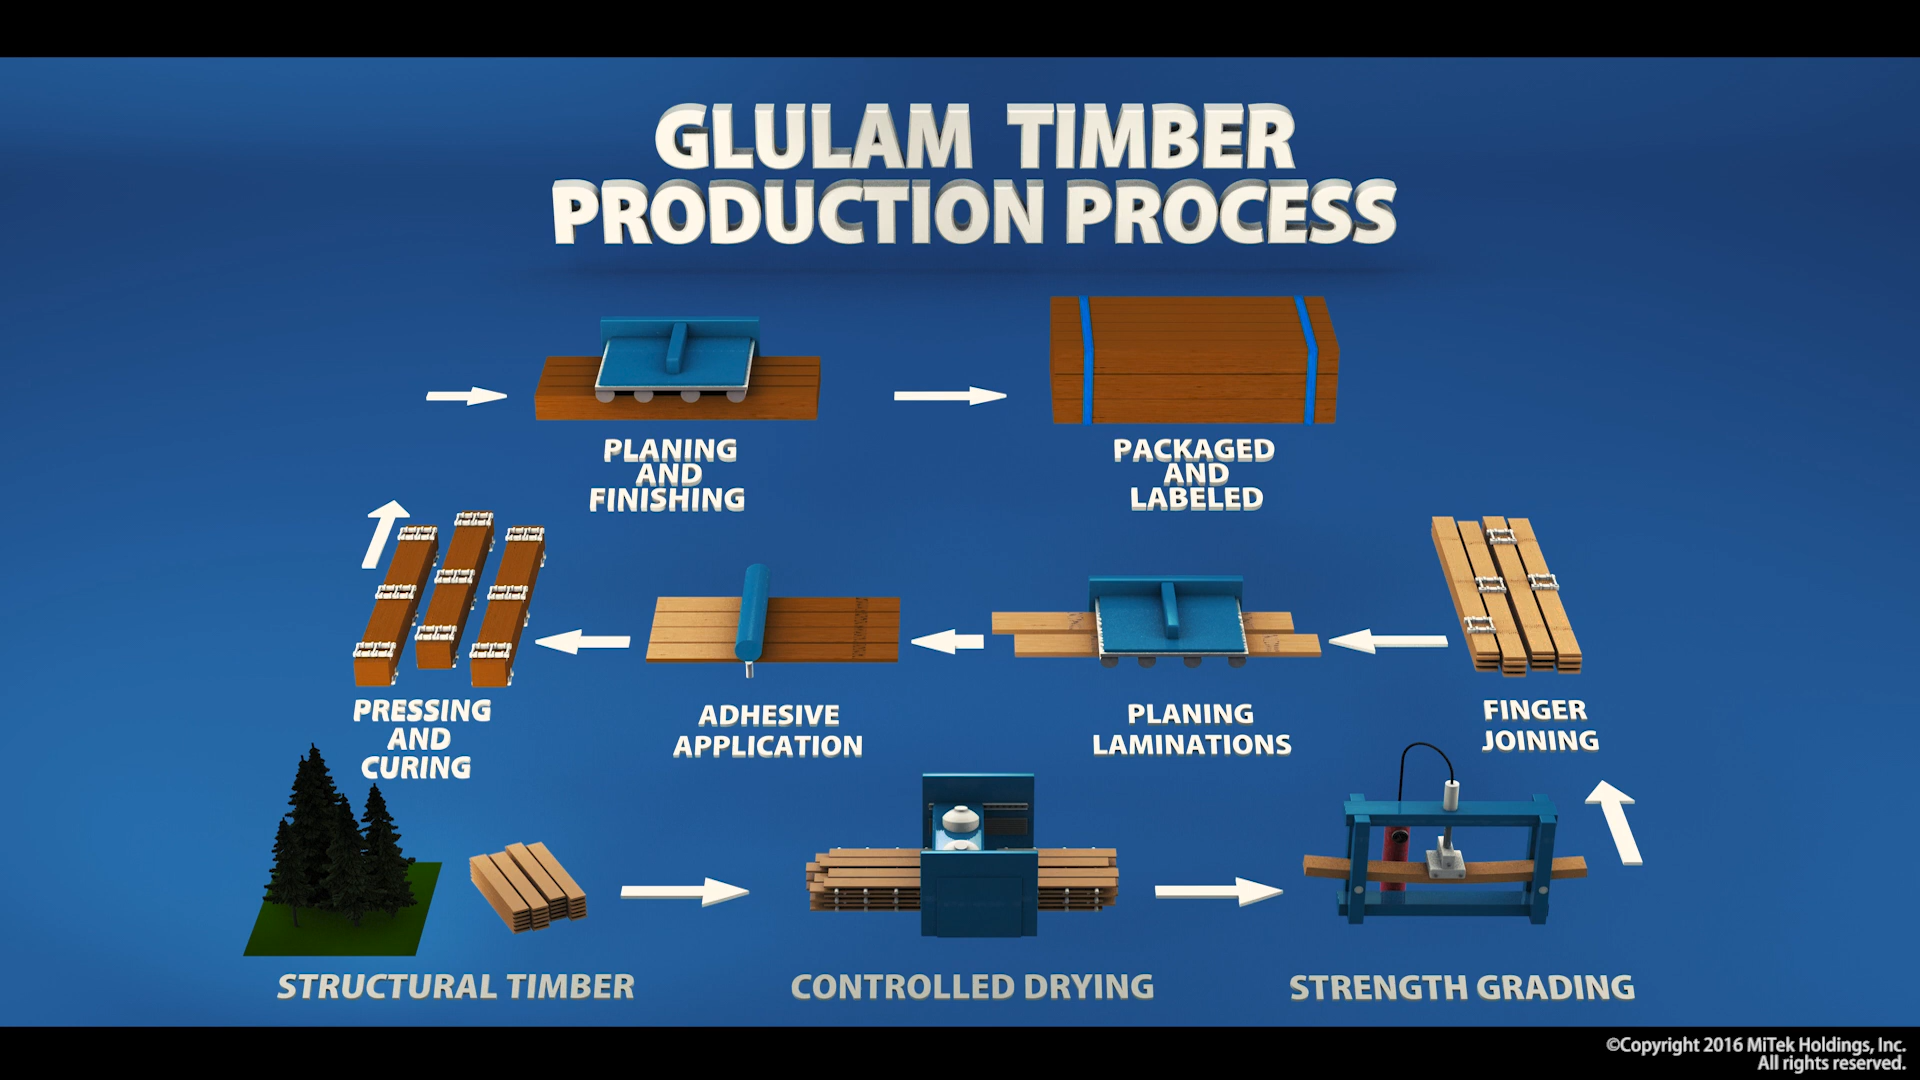 GLULAM TIMBER
PRODUCTION PROCESS
PLANING
AND
FINISHING
PACKAGED
AND
LABELED
PRESSING
AND
CURING
ADHESIVE
APPLICATION
PLANING
LAMINATIONS
FINGER
JOINING
STRUCTURAL TIMBER
CONTROLLED DRYING
STRENGTH GRADING
©Copyright 2016 MiTek Holdings, Inc.
All rights reserved.